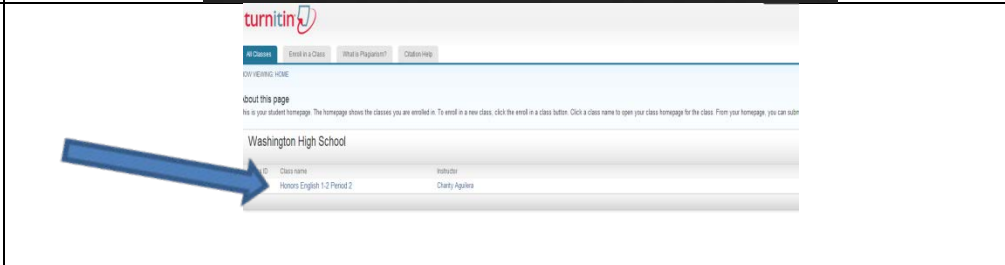 turnitin
All Classes Enroll in a Class What is Plagiarism? Citation Help
VIEWING: HOME
About this page
This is your student homepage. The homepage shows the classes you are enrolled in. To enroll in a new class, click the enroll in a class button. Click a class name to open your class homepage for the class. From your homepage, you can
Washington High School
ID Class name Instructor
Honors English 1-2 Period 2 Charity Aguilera